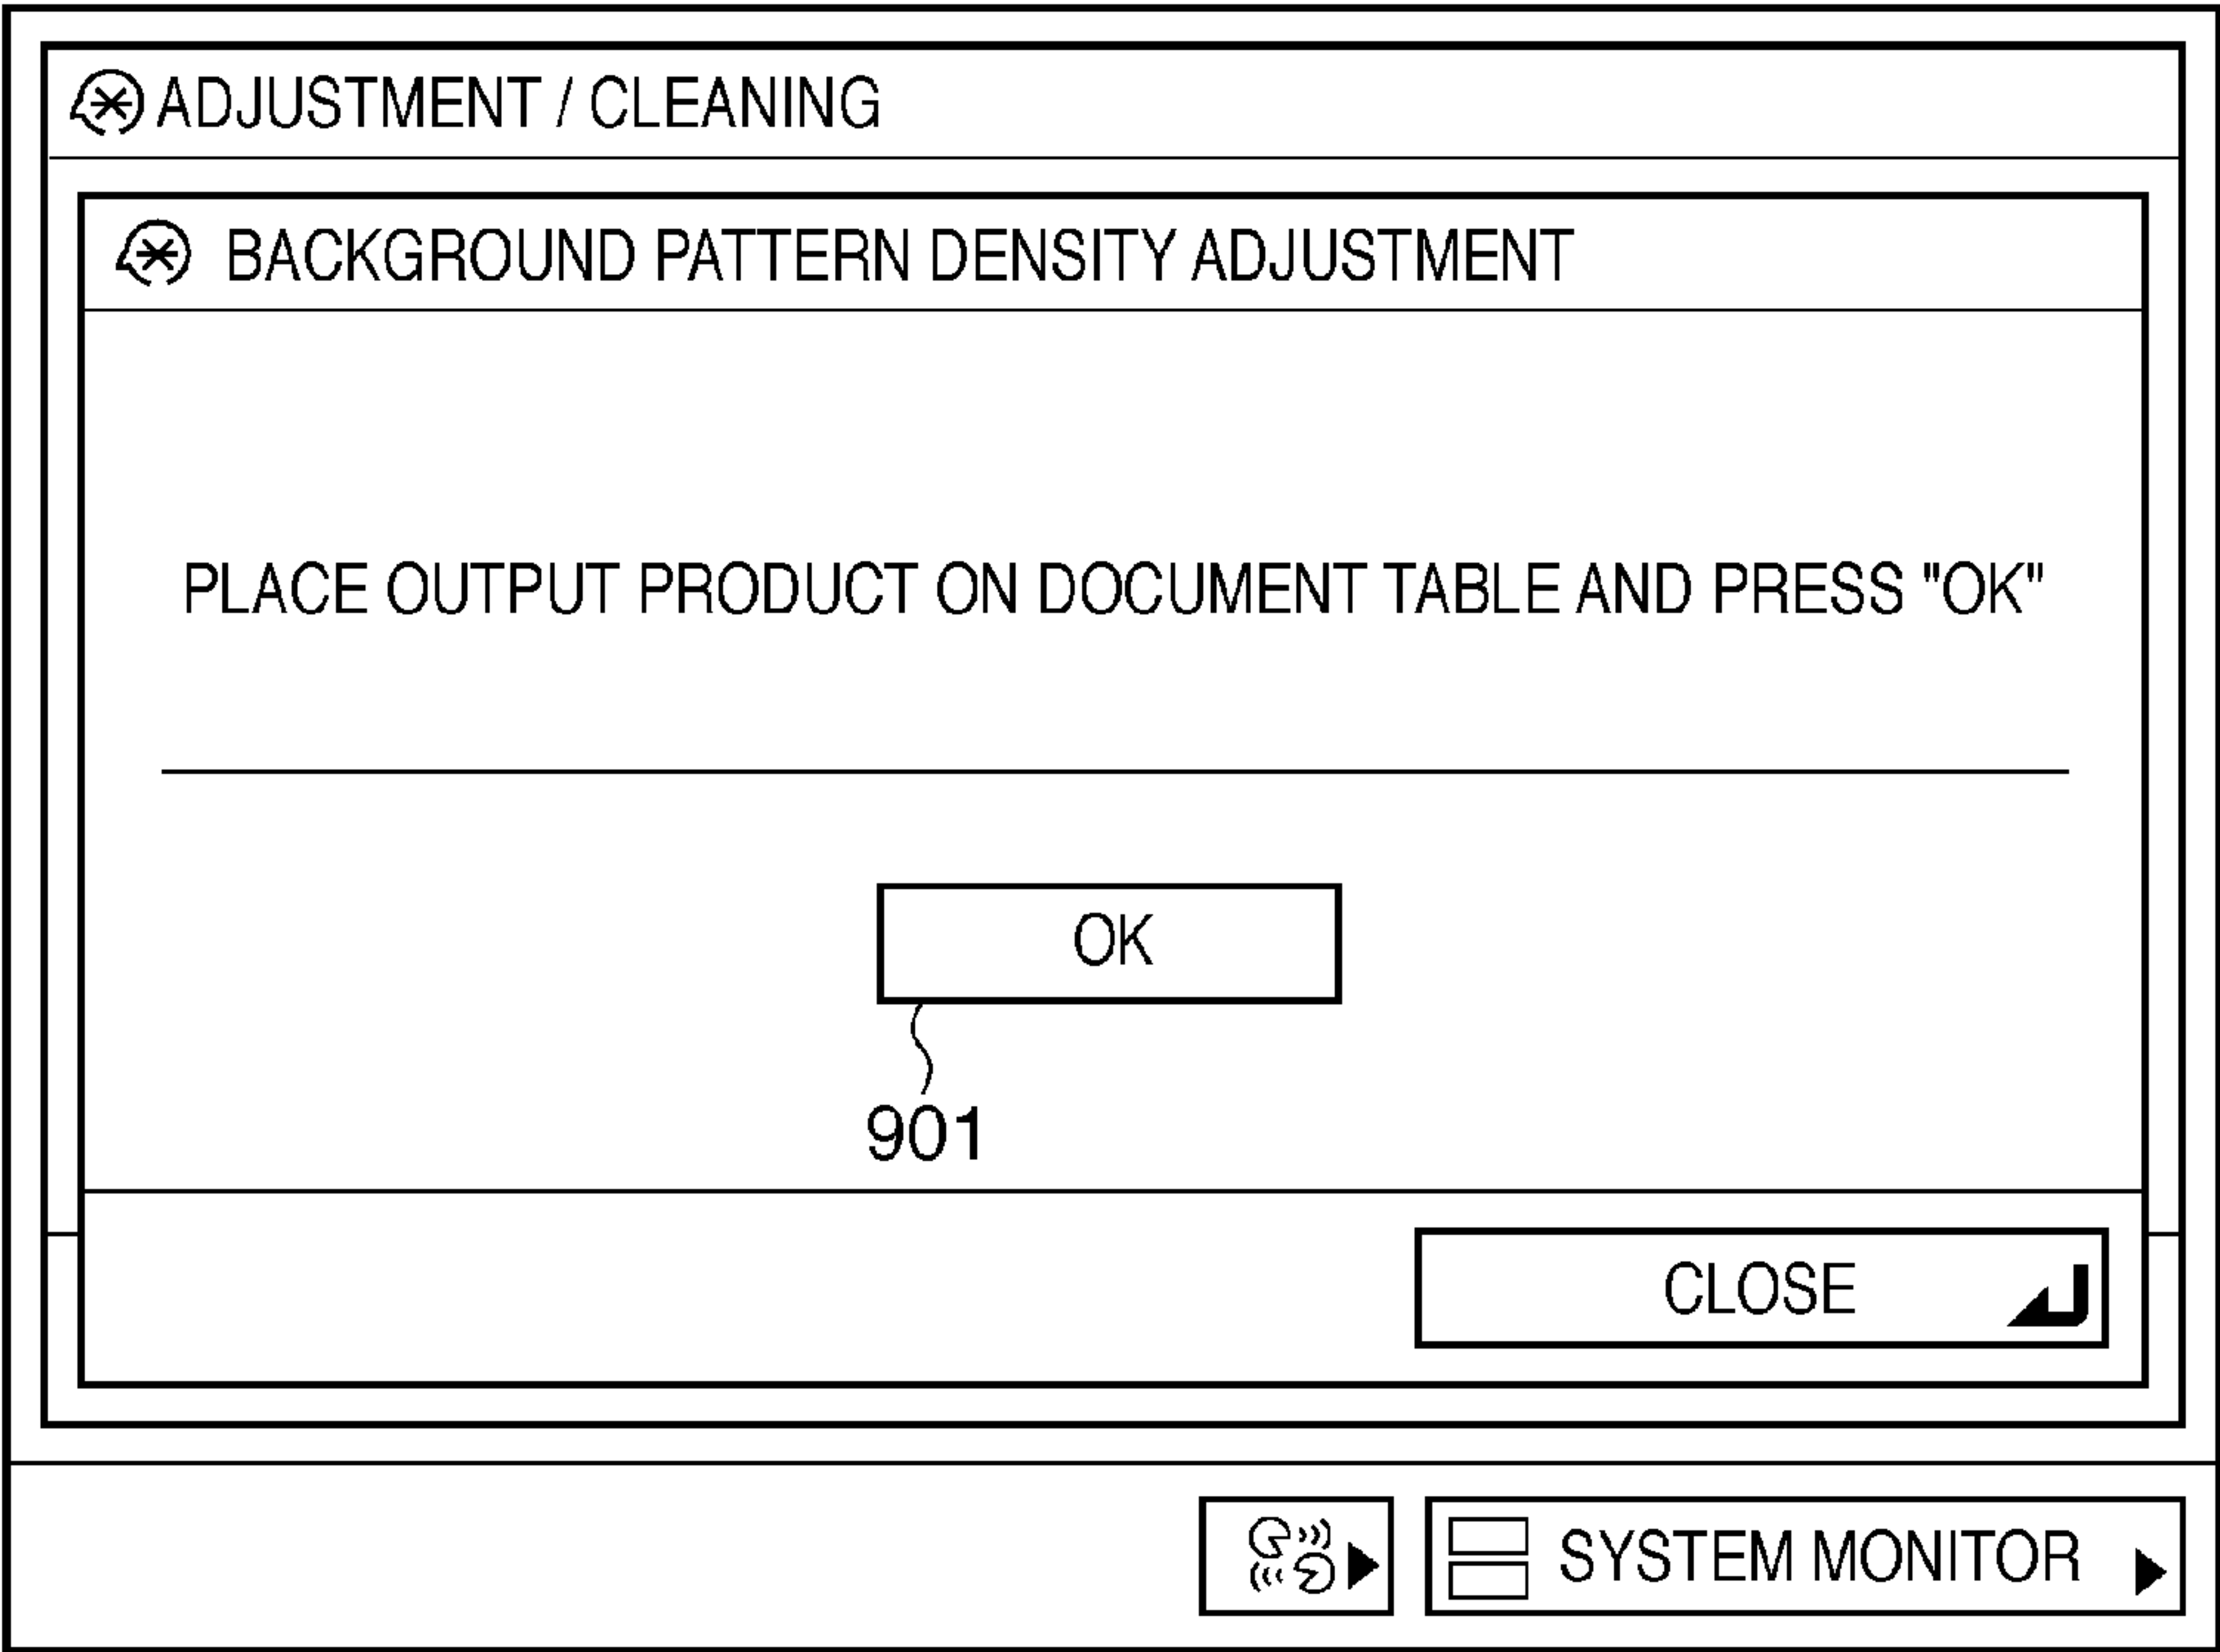 ADJUSTMENT / CLEANING
BACKGROUND PATTERN DENSITY ADJUSTMENT
PLACE OUTPUT PRODUCT ON DOCUMENT TABLE AND PRESS "OK"
OK
901
CLOSE
SYSTEM MONITOR